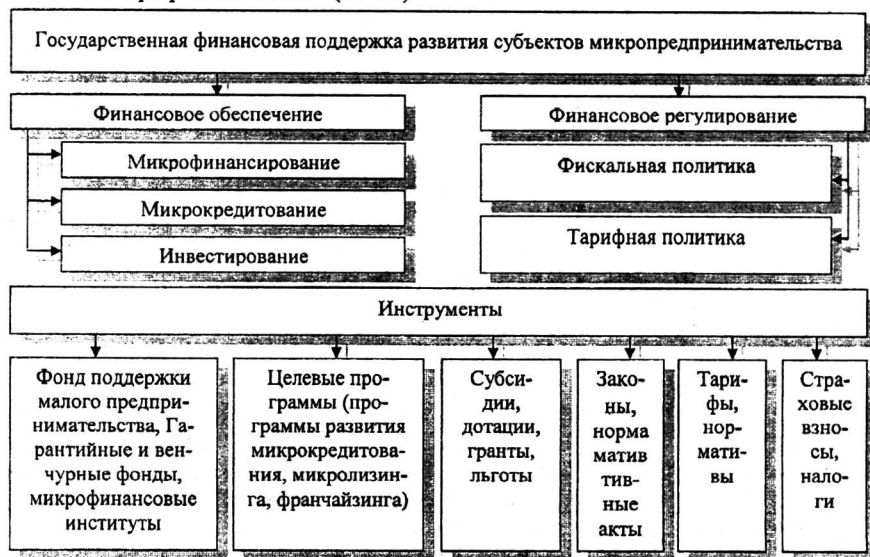 Государственная финансовая поддержка развития субъектов микропредпринимательства
Финансовое обеспечение
Финансовое регулирование
Микрофинансирование
Фискальная политика
Микрокредитование
Тарифная политика
Инвестирование
Инструменты
Фонд поддержки
малого предпри-
нимательства, Га-
рантийные и вен-
чурные фонды,
микрофинансовые
институты
Целевые про-
граммы (про-
граммы развития
микрокредитова-
ния, микролизин-
га, франчайзинга)
Субси-
дии,
дотации,
гранты,
льготы
Зако-
ны,
норма
матив
тив-
ные
акты
Тари-
фы,
нор-
мати-
вы
Стра-
ховые
взно-
сы,
нало-
ги